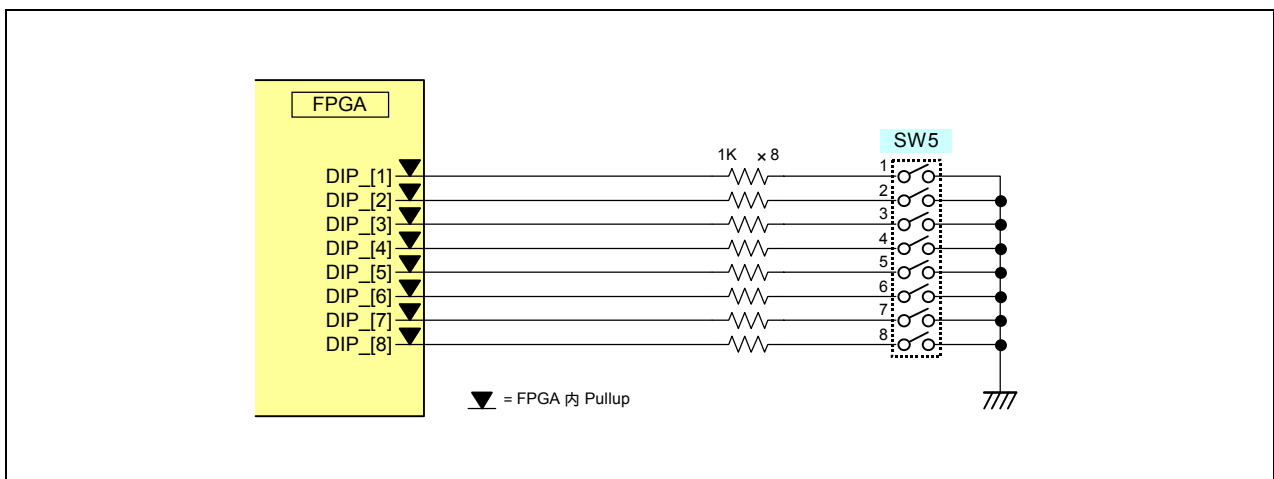 FPGA
SW5
1K ×8
DIP_[1] 1
DIP_[2] 2
DIP_[3] 3
DIP_[4] 4
DIP_[5] 5
DIP_[6] 6
DIP_[7] 7
DIP_[8] 8
= FPGA 内 Pullup